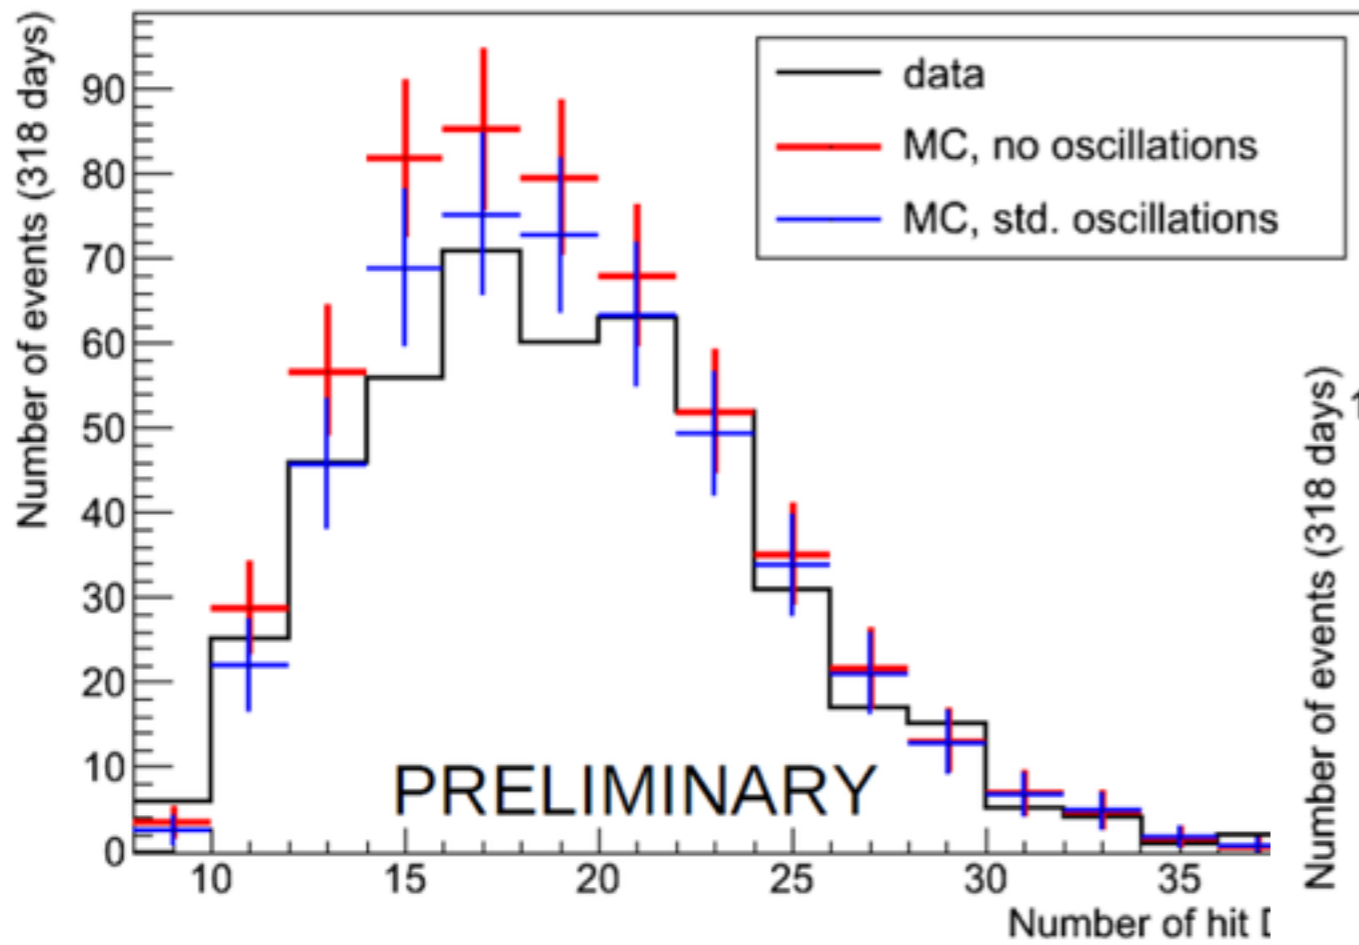 Number of events (318 days)
90
80
70
60
50
40
30
20
10
0
data
MC, no oscillations
MC, std. oscillations
PRELIMINARY
10 15 20 25 30 35
Number of hit
Number of events (318 days)